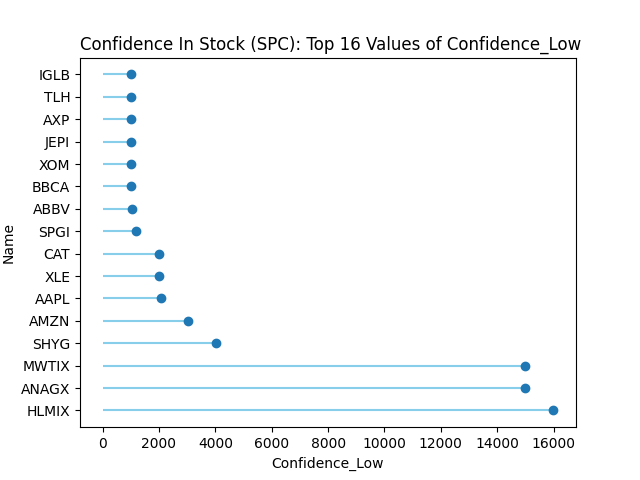 Confidence In Stock (SPC): Top 16 Values of Confidence_Low
Name
IGLB
TLH
AXP
JEPI
XOM
BBCA
ABBV
SPGI
CAT
XLE
AAPL
AMZN
SHYG
MWTIX
ANAGX
HLMIX
0 2000 4000 6000 8000 10000 12000 14000 16000
Confidence_Low